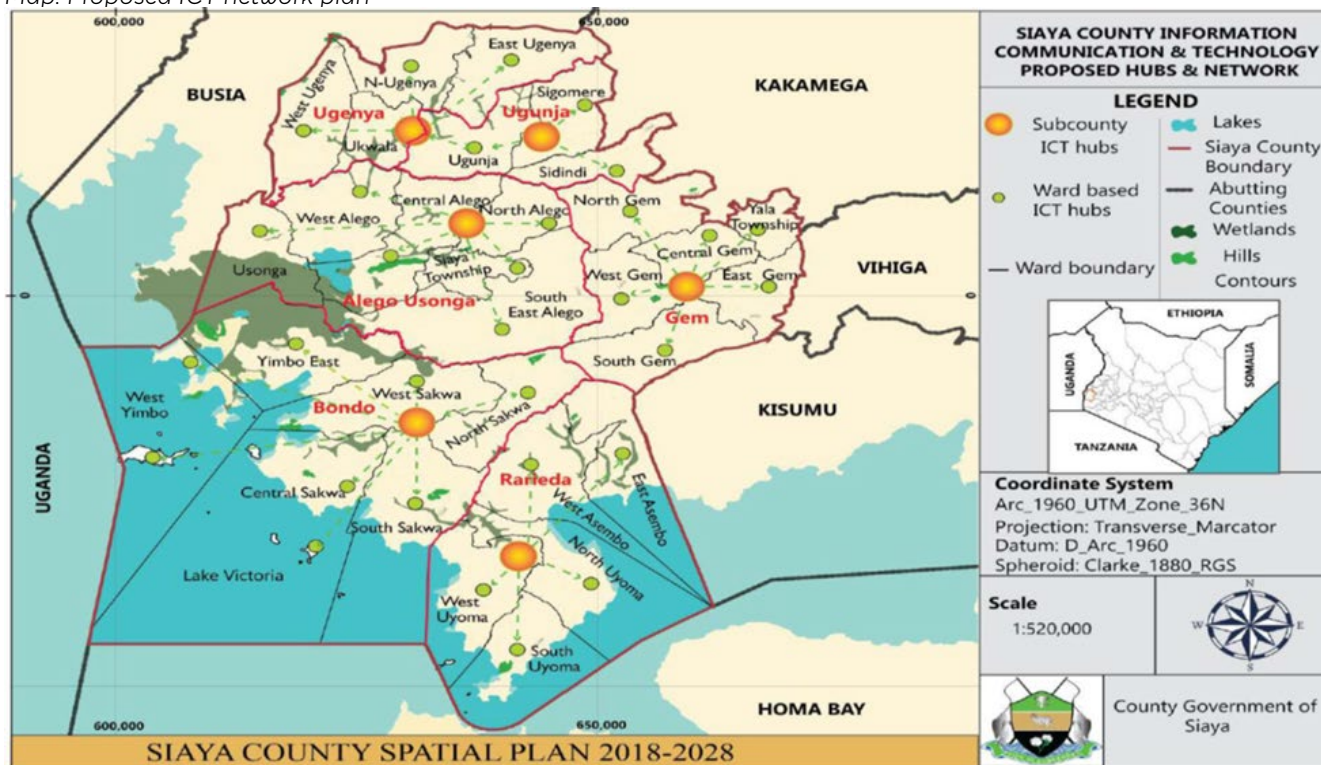 Map: Proposed ICT network plan
600,000
650,000
BUSIA
KAKAMEGA
VIHIGA
KISUMU
HOMA BAY
UGANDA
0
0
East Ugenya
N-Ugenya
West Ugenya
Sigomere
Ugenya
Ugunja
Ukwala
Ugunja
Sidindi
Central Alego
North Alego
North Gem
Yala
Township
West Alego
Central Gem
Siaya
Township
West Gem
East Gem
Usonga
Alego Usonga
South
East Alego
Gem
South Gem
Yimbo East
West
Yimbo
West Sakwa
Bondo
North Sakwa
Rarieda
Central Sakwa
South Sakwa
West Asembo
East Asembo
Lake Victoria
North Uyoma
West
Uyoma
South
Uyoma
600,000
650,000
SIAYA COUNTY SPATIAL PLAN 2018-2028
SIAYA COUNTY INFORMATION
COMMUNICATION & TECHNOLOGY
PROPOSED HUBS & NETWORK
LEGEND
Subcounty
ICT hubs
Ward based
ICT hubs
Ward boundary
Lakes
Siaya County
Boundary
Abutting
Counties
Wetlands
Hills
Contours
ETHIOPIA
UGANDA
SOMALIA
TANZANIA
Coordinate System
Arc_1960_UTM_Zone_36N
Projection: Transverse_Marcator
Datum: D_Arc_1960
Spheroid: Clarke_1880_RGS
Scale
1:520,000
N
W
E
S
County Government of
Siaya